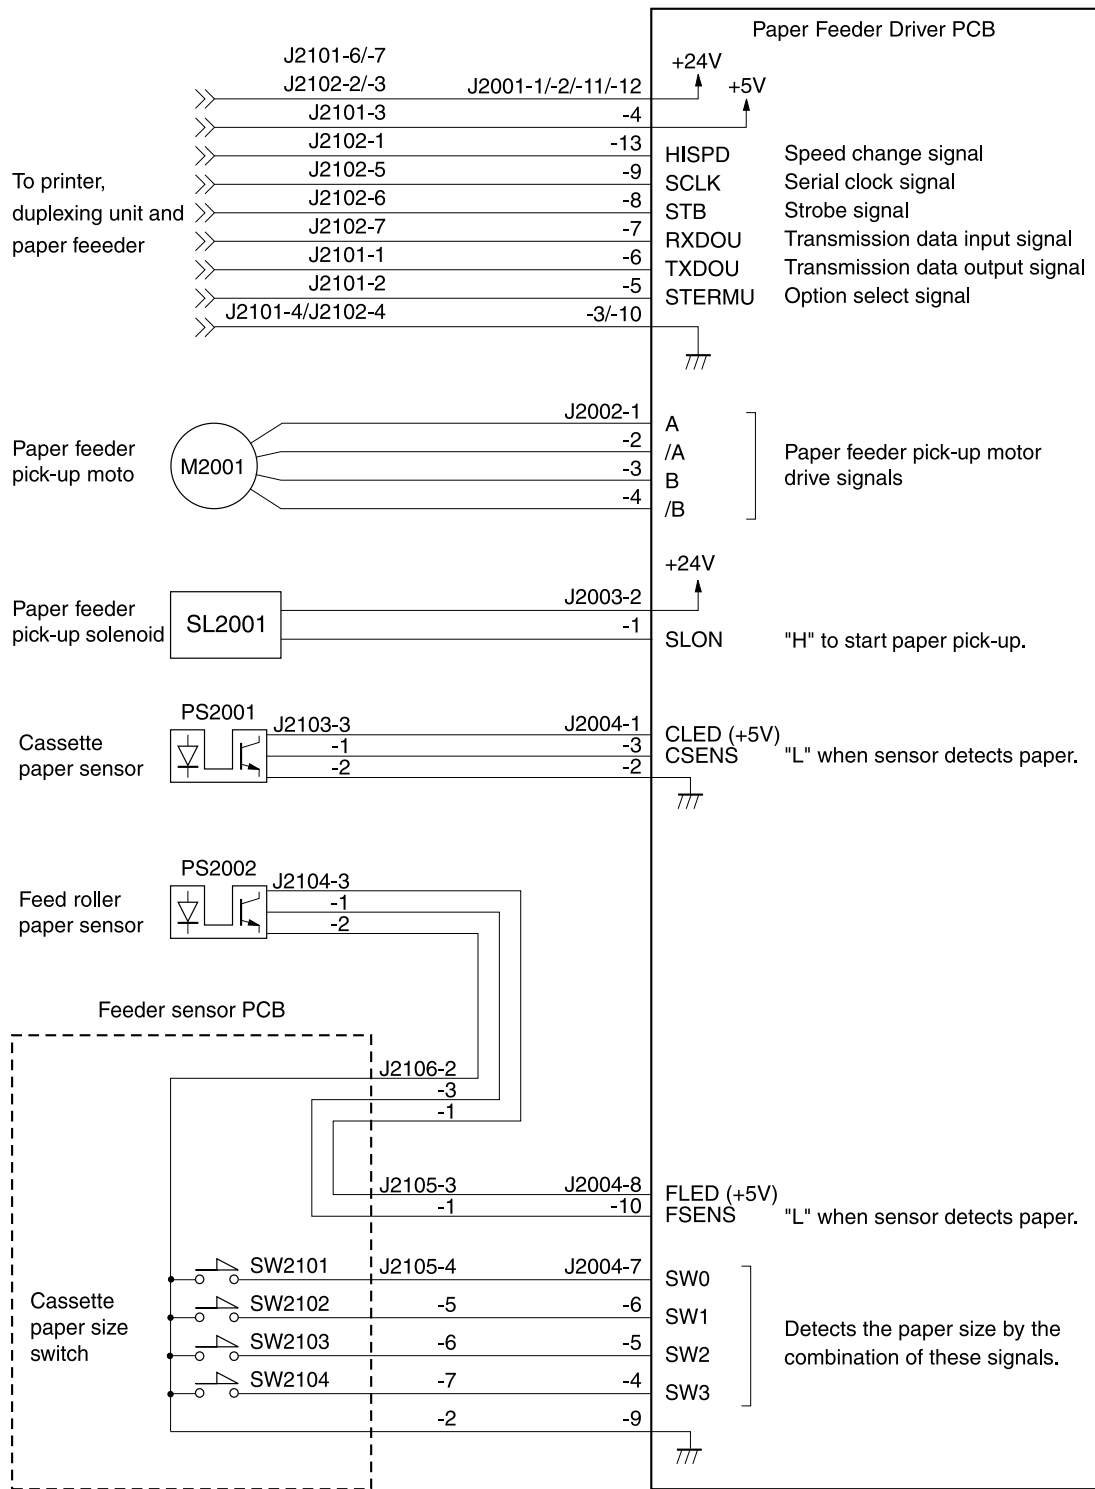 Paper Feeder Driver PCB
J2101-6/-7
+24V
J2102-2/-3 J2001-1/-2/-11/-12
+5V
J2101-3 -4
J2102-1 -13
HISPD Speed change signal
J2102-5 -9
SCLK Serial clock signal
J2102-6 -8
STB Strobe signal
J2102-7 -7
RXDOU Transmission data input signal
J2101-1 -6
TXDOU Transmission data output signal
J2101-2 -5
STERMU Option select signal
J2101-4/J2102-4 -3/-10
To printer,
duplexing unit and
paper feeeder
Paper feeder
pick-up moto
M2001
J2002-1
A
-2
/A
-3
B
-4
/B
Paper feeder pick-up motor
drive signals
Paper feeder
pick-up solenoid
SL2001
+24V
J2003-2
-1
SLON "H" to start paper pick-up.
PS2001
Cassette
paper sensor
J2103-3 J2004-1
CLED (+5V)
-1 -3
CSENS "L" when sensor detects paper.
-2 -2
PS2002
Feed roller
paper sensor
J2104-3
-1
-2
Feeder sensor PCB
J2106-2
-3
-1
J2105-3 J2004-8
FLED (+5V)
-1 -10
FSENS "L" when sensor detects paper.
Cassette
paper size
switch
SW2101 J2105-4 J2004-7
SW0
SW2102 -5 -6
SW1
SW2103 -6 -5
SW2
SW2104 -7 -4
SW3
Detects the paper size by the
combination of these signals.
-2 -9